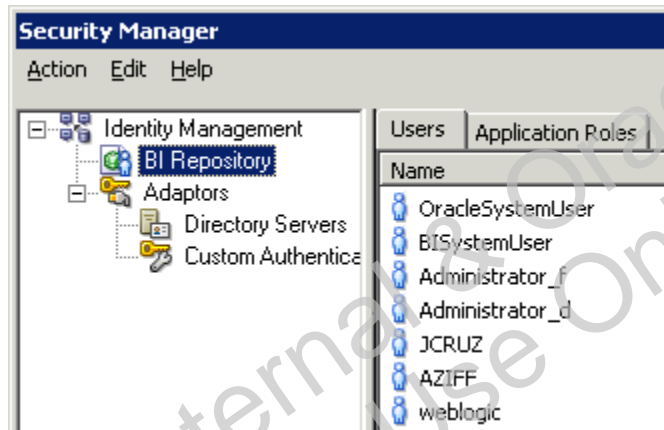 Security Manager
Action Edit Help
Identity Management
BI Repository
Adaptors
Directory Servers
Custom Authentica
Users Application Roles
Name
OracleSystemUser
BISystemUser
Administrator_f
Administrator_d
JCRUZ
AZIFF
weblogic